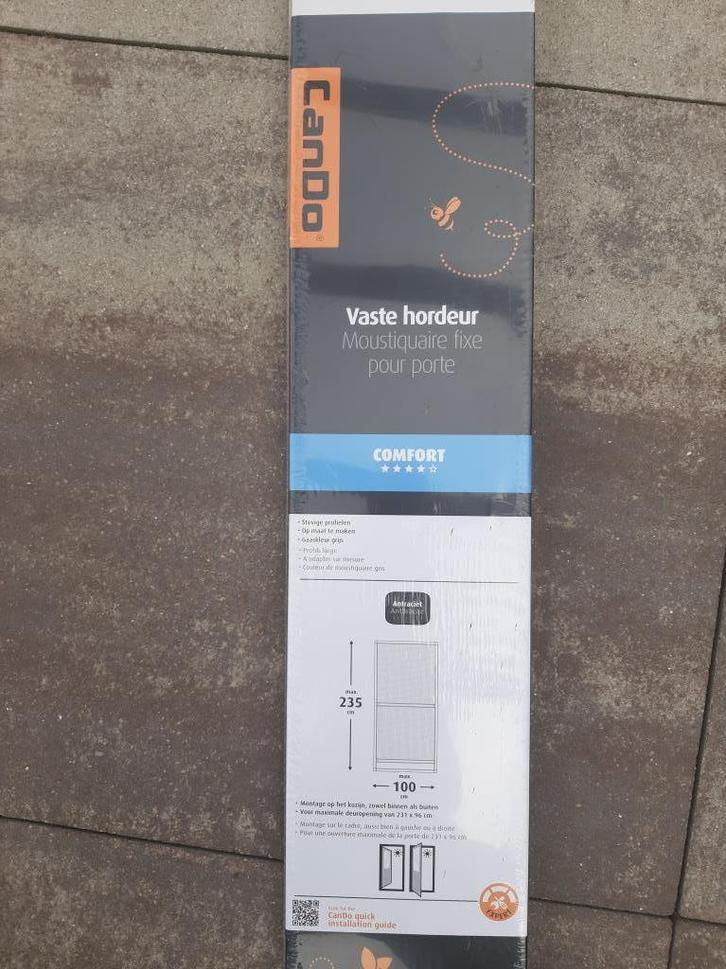 CanDo®
Vaste hordeur
Moustiquaire fixe
pour porte
COMFORT
• Stevige profielen
• Op maat te maken
• Gaaskleur grijs
• Profils large
• A adapter sur mesure
• Couleur de moustiquaire gris
Antraciet
Anthracite
max.
235
cm
max.
100
cm
• Montage op het kozijn, zowel binnen als buiten
• Voor maximale deuropening van 231 x 96 cm
• Montage sur le cadre, aussi bien à gauche ou à droite
• Pour une ouverture maximale de la porte de 231 x 96 cm
CanDo quick
installation guide
EXPERT